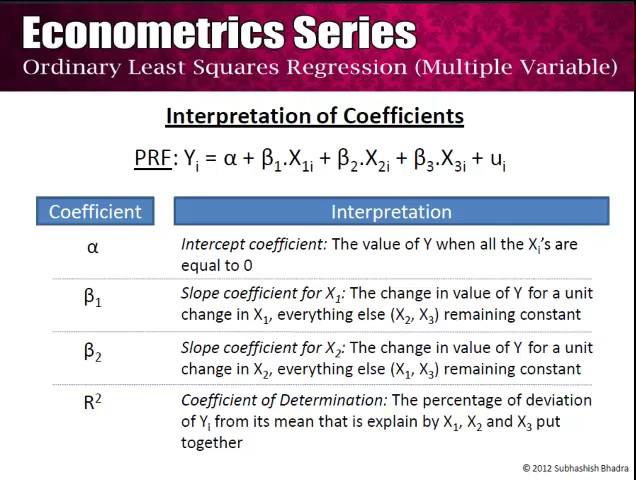 Econometrics Series
Ordinary Least Squares Regression (Multiple Variable)
Interpretation of Coefficients
PRF: Yᵢ = α + β₁.X₁ᵢ + β₂.X₂ᵢ + β₃.X₃ᵢ + uᵢ
Coefficient Interpretation
α Intercept coefficient: The value of Y when all the Xᵢ's are
equal to 0
β₁ Slope coefficient for X₁: The change in value of Y for a unit
change in X₁, everything else (X₂, X₃) remaining constant
β₂ Slope coefficient for X₂: The change in value of Y for a unit
change in X₂, everything else (X₁, X₃) remaining constant
R² Coefficient of Determination: The percentage of deviation
of Yᵢ from its mean that is explain by X₁, X₂ and X₃ put
together
© 2012 Subhashish Bhadra